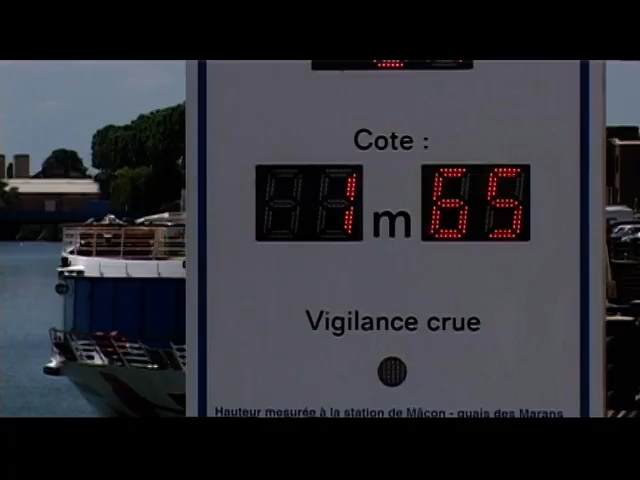 Cote :
1 m 65
Vigilance crue
Hauteur mesurée à la station de Mâcon - quais des Marans